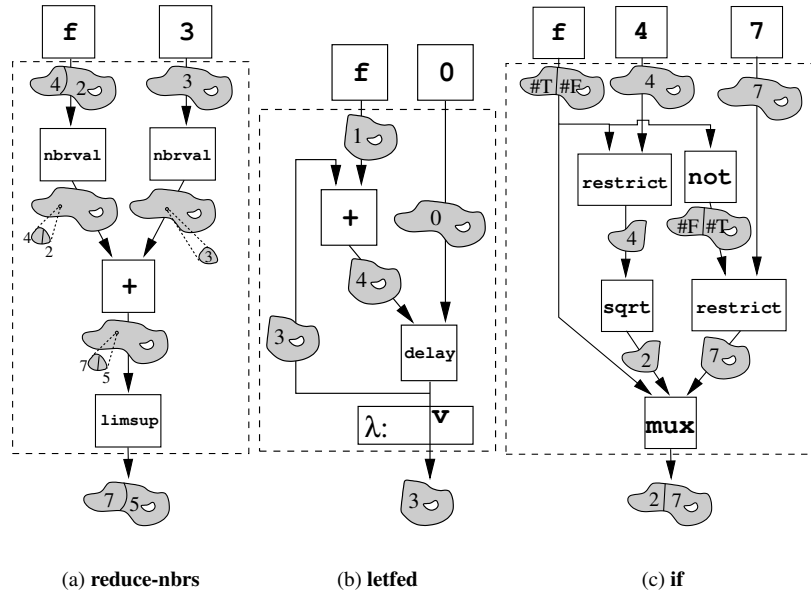 f 3 f 4 7
f 0
4 2 3 #T #F 4 7
nbrval nbrval 1 restrict not
+ 0 #F #T
4 2 3 4
+ 4 sqrt restrict
7 5 3 delay 2 7
limsup λ: v mux
7 5 3 2 7
(a) reduce-nbrs (b) letfed (c) if